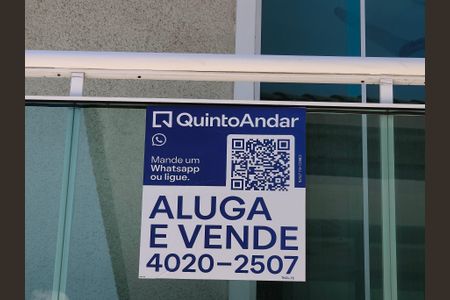 QuintoAndar
Mande um
Whatsapp
ou ligue.
ALUGA
E VENDE
4020-2507